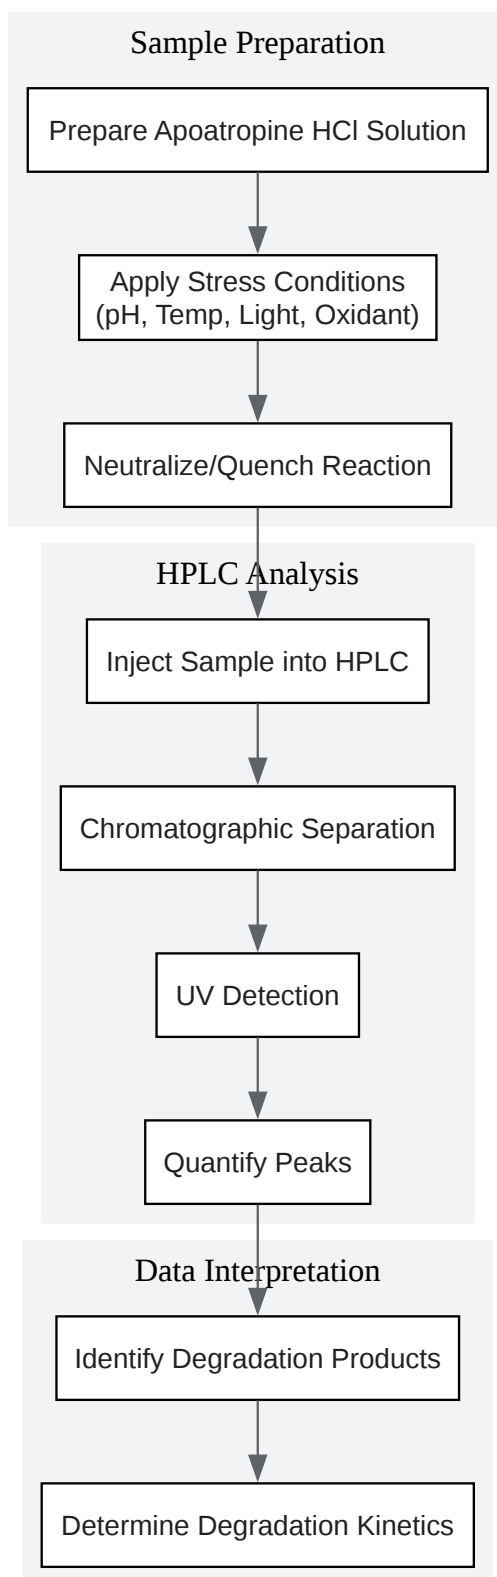 Sample Preparation
Prepare Apoatropine HCl Solution
Apply Stress Conditions
(pH, Temp, Light, Oxidant)
Neutralize/Quench Reaction
HPLC Analysis
Inject Sample into HPLC
Chromatographic Separation
UV Detection
Quantify Peaks
Data Interpretation
Identify Degradation Products
Determine Degradation Kinetics